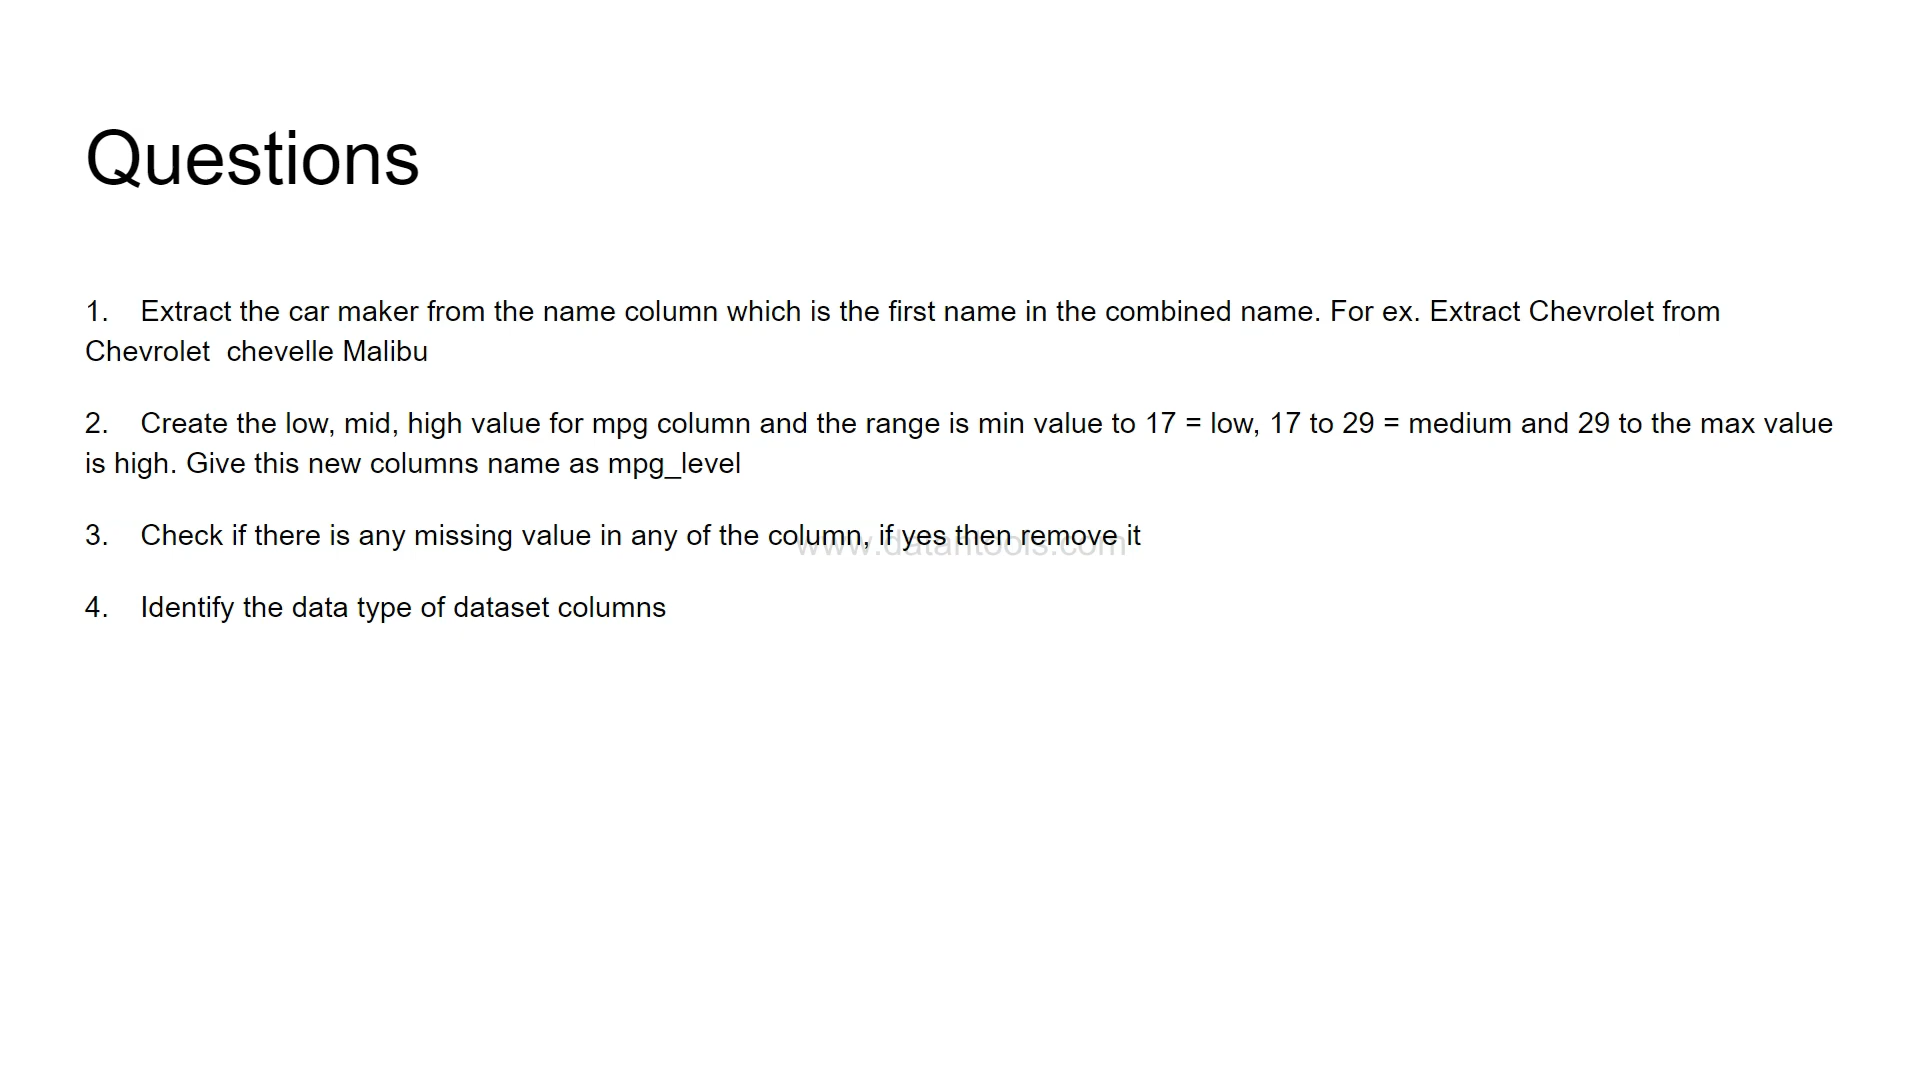 Questions
1. Extract the car maker from the name column which is the first name in the combined name. For ex. Extract Chevrolet from
Chevrolet  chevelle Malibu
2. Create the low, mid, high value for mpg column and the range is min value to 17 = low, 17 to 29 = medium and 29 to the max value
is high. Give this new columns name as mpg_level
3. Check if there is any missing value in any of the column, if yes then remove it
www.datantools.com
4. Identify the data type of dataset columns